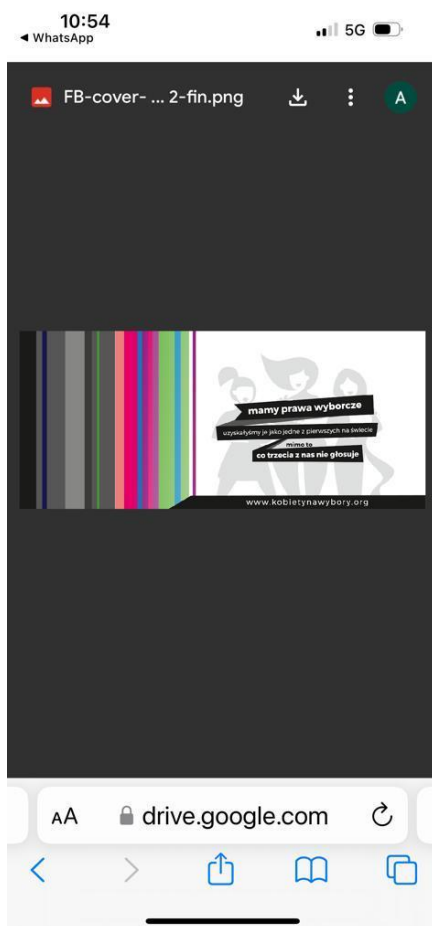 10:54
WhatsApp
5G
FB-cover- ... 2-fin.png
A
mamy prawa wyborcze
uzyskałyśmy je jako jedne z pierwszych na świecie
mimo to
co trzecia z nas nie głosuje
www.kobietynawybory.org
AA
drive.google.com